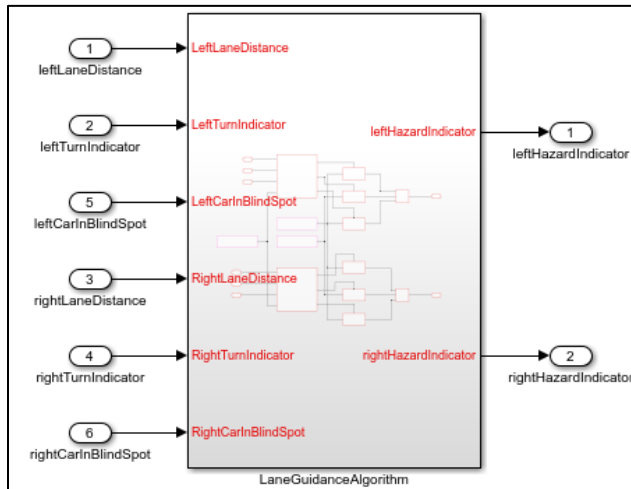 1
leftLaneDistance
LeftLaneDistance
2
leftTurnIndicator
LeftTurnIndicator
5
leftCarInBlindSpot
LeftCarInBlindSpot
3
rightLaneDistance
RightLaneDistance
4
rightTurnIndicator
RightTurnIndicator
6
rightCarInBlindSpot
RightCarInBlindSpot
leftHazardIndicator
1
leftHazardIndicator
rightHazardIndicator
2
rightHazardIndicator
LaneGuidanceAlgorithm